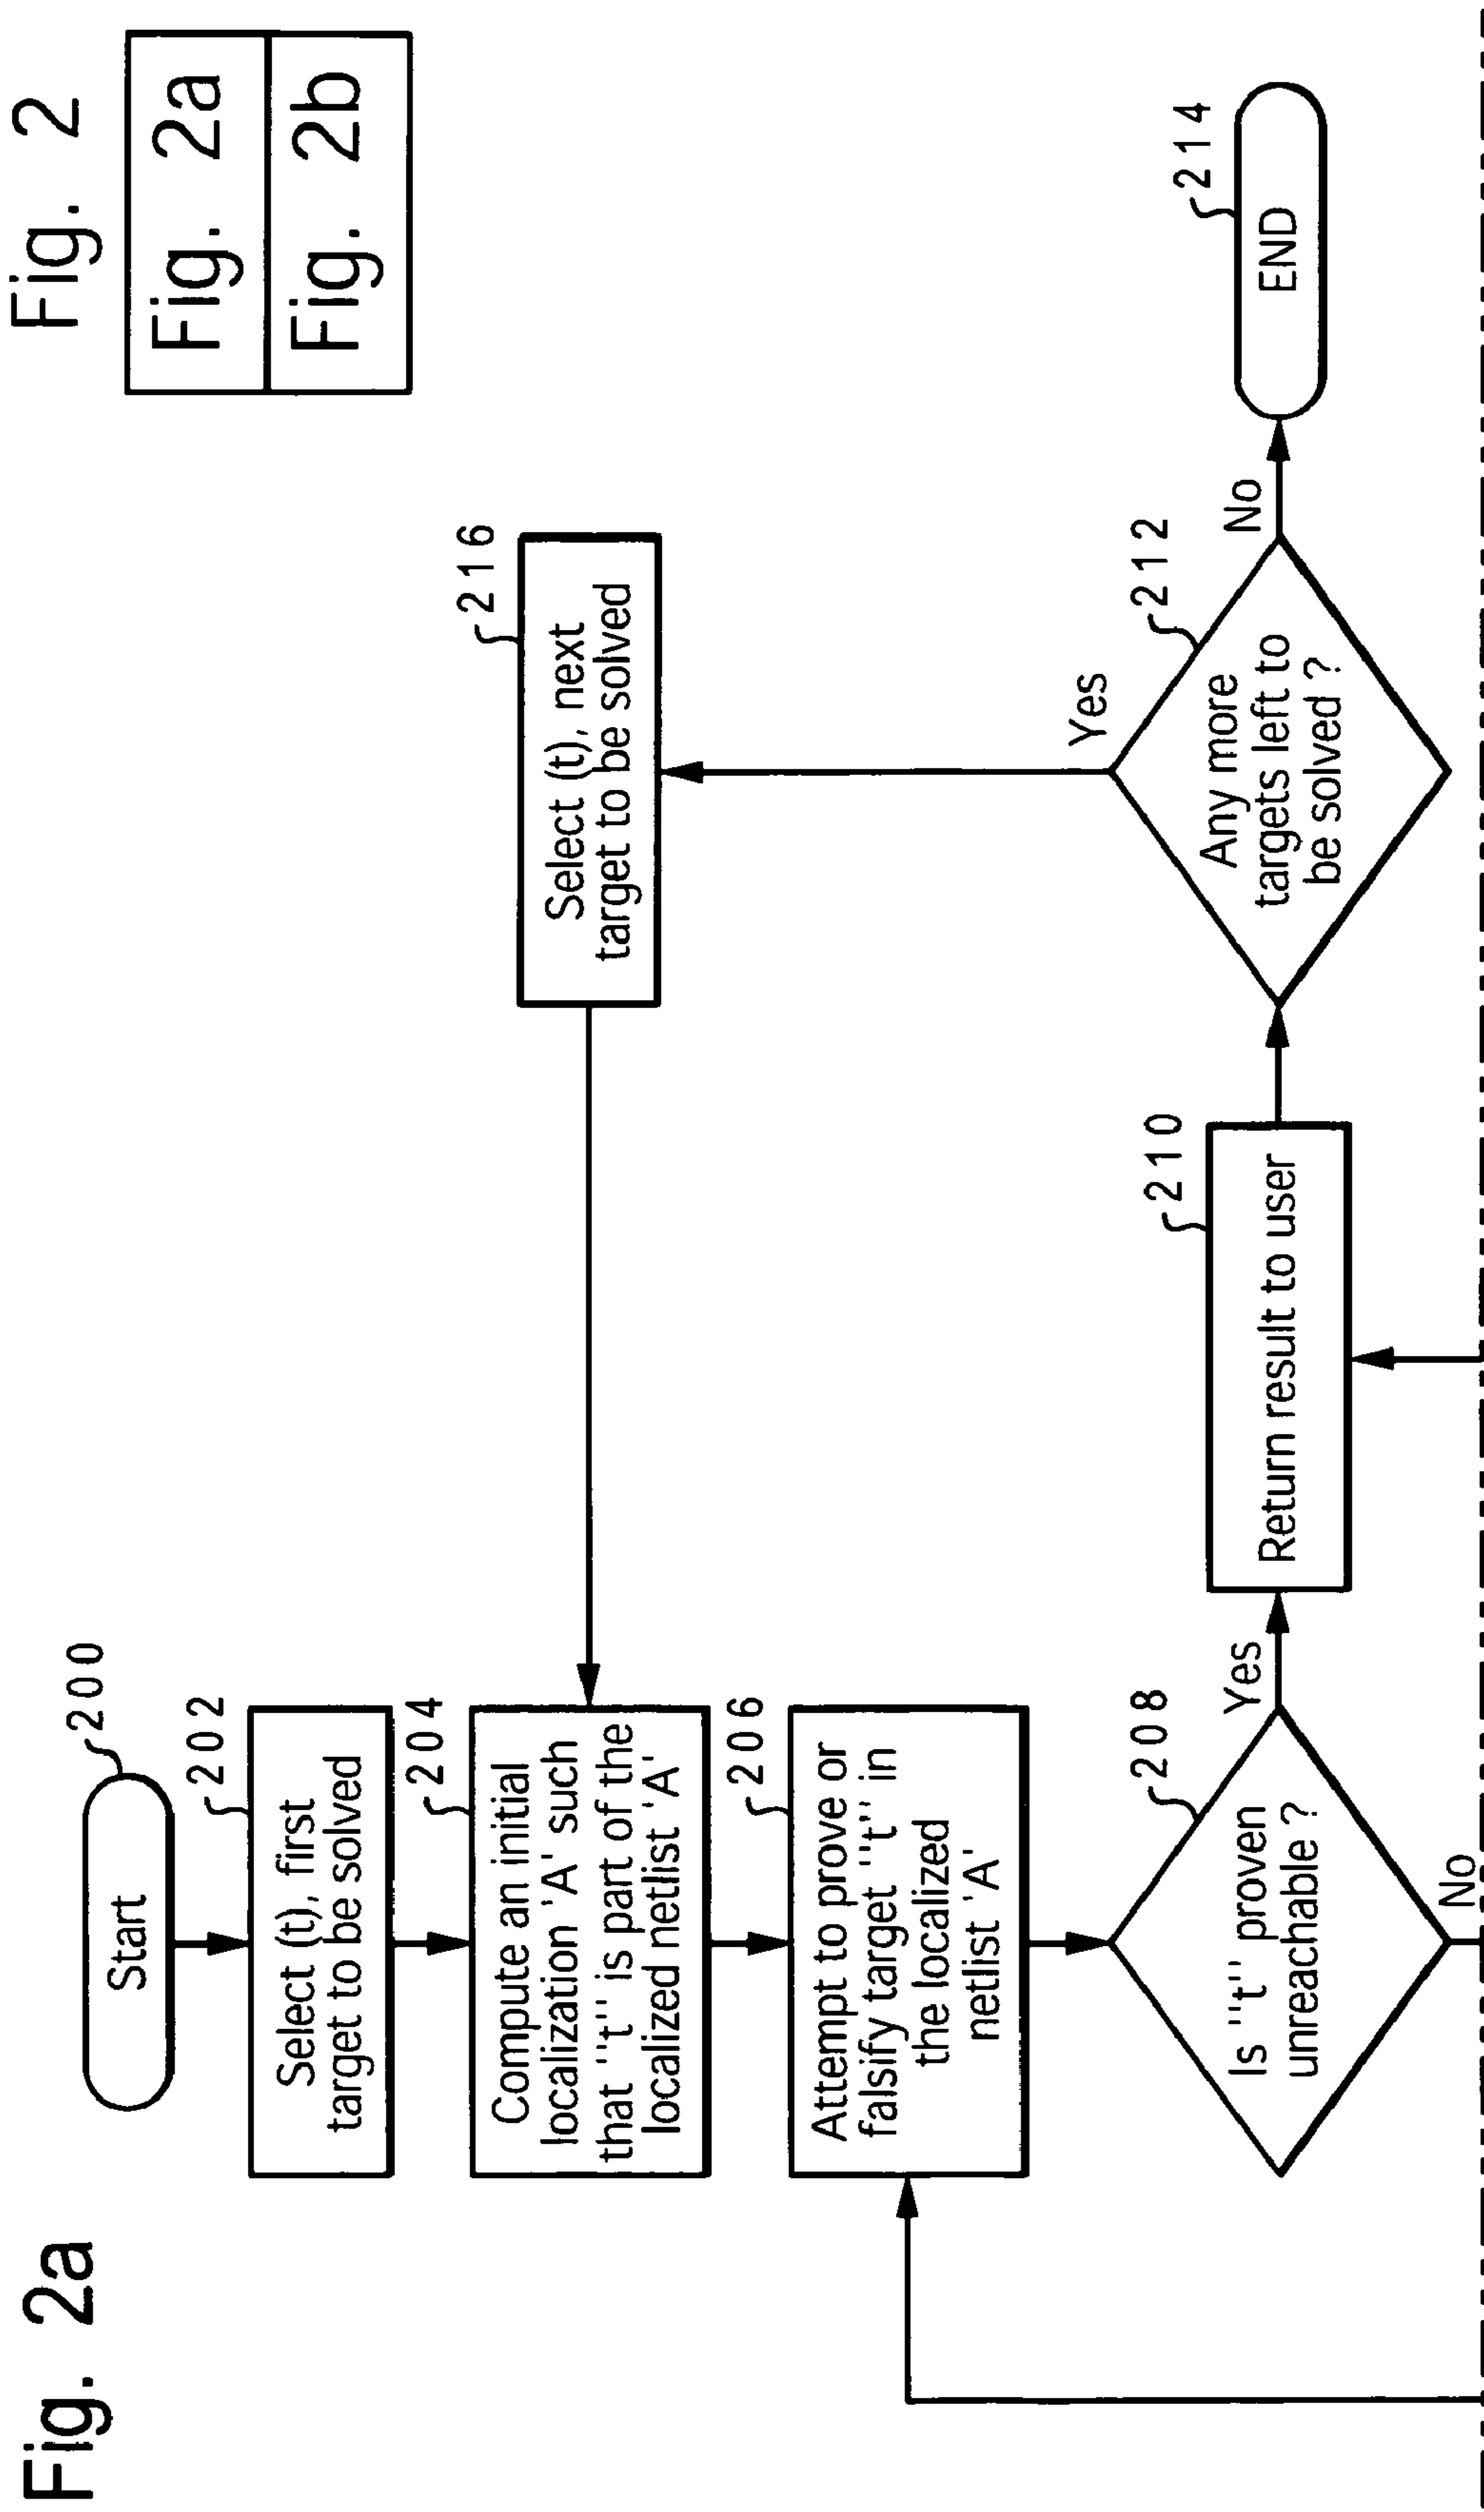 Fig. 2a
Fig. 2
Fig. 2a
Fig. 2b
200
Start
202
Select (t), first
target to be solved
204
Compute an initial
localization 'A' such
that "t" is part of the
localized netlist 'A'
206
Attempt to prove or
falsify target "t" in
the localized
netlist 'A'
208
Is "t" proven
unreachable ?
Yes
No
210
Return result to user
212
Any more
targets left to
be solved ?
Yes
No
214
END
216
Select (t), next
target to be solved